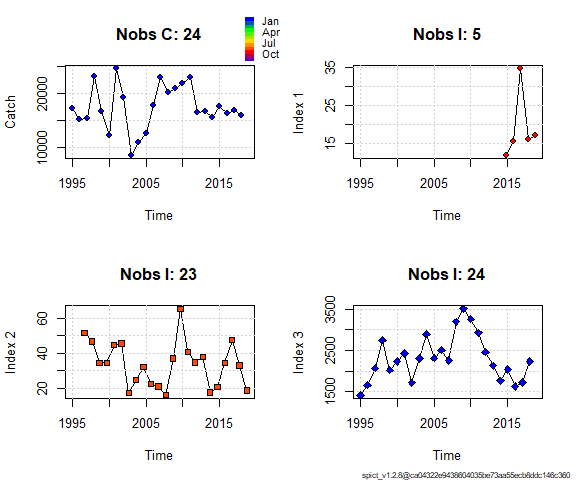 Nobs C: 24
Jan
Apr
Jul
Oct
Catch
10000
20000
1995
2005
2015
Time
Nobs I: 5
Index 1
15
25
35
1995
2005
2015
Time
Nobs I: 23
Index 2
20
40
60
1995
2005
2015
Time
Nobs I: 24
Index 3
1500
2500
3500
1995
2005
2015
Time
spict_v1.2.8@ca04322e9438604035be73aa55ecb6ddc146c360